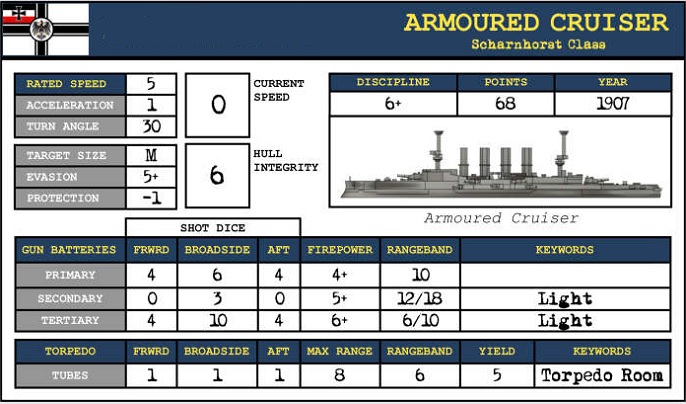 ARMOURED CRUISER
Scharnhorst Class
RATED SPEED 5
ACCELERATION 1
TURN ANGLE 30
0 CURRENT SPEED
TARGET SIZE M
EVASION 5+
PROTECTION -1
6 HULL INTEGRITY
DISCIPLINE POINTS YEAR
6+ 68 1907
Armoured Cruiser
SHOT DICE
GUN BATTERIES FRWRD BROADSIDE AFT FIREPOWER RANGEBAND KEYWORDS
PRIMARY 4 6 4 4+ 10
SECONDARY 0 3 0 5+ 12/18 Light
TERTIARY 4 10 4 6+ 6/10 Light
TORPEDO FRWRD BROADSIDE AFT MAX RANGE RANGEBAND YIELD KEYWORDS
TUBES 1 1 1 8 6 5 Torpedo Room